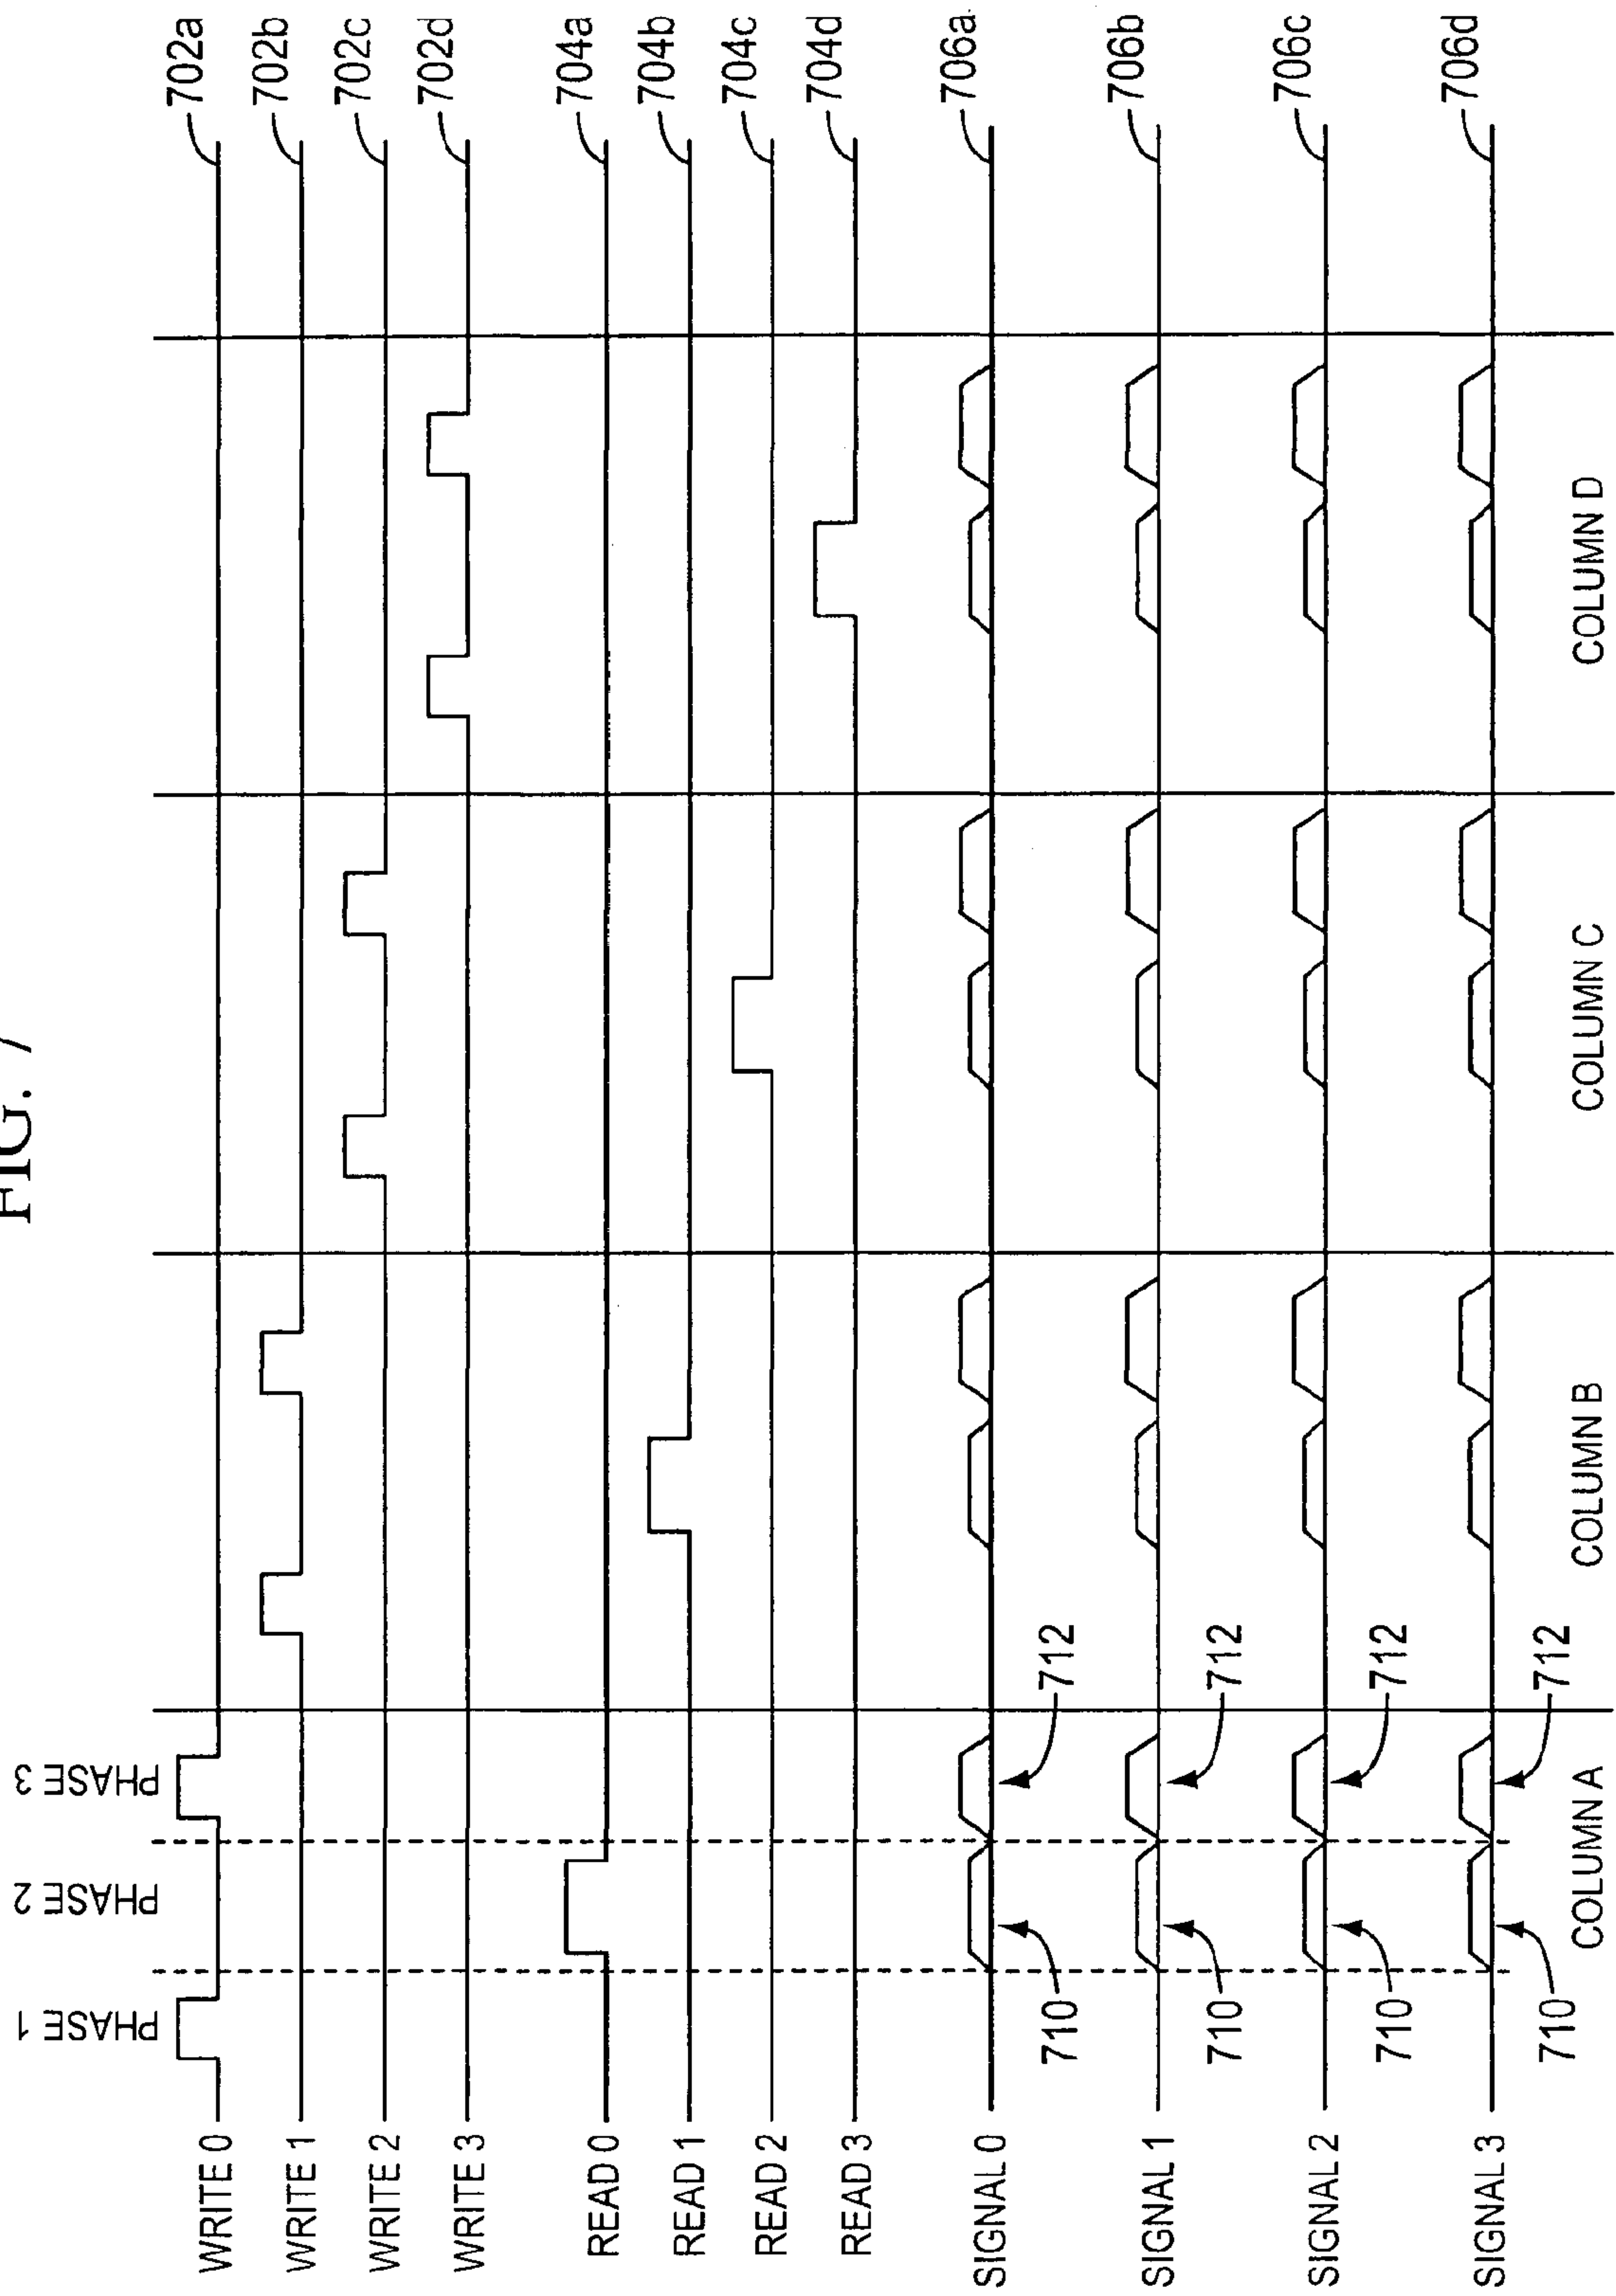 FIG. 7
PHASE 1
PHASE 2
PHASE 3
WRITE 0
702a
WRITE 1
702b
WRITE 2
702c
WRITE 3
702d
READ 0
704a
READ 1
704b
READ 2
704c
READ 3
704d
SIGNAL 0
706a
710
712
SIGNAL 1
706b
710
712
SIGNAL 2
706c
710
712
SIGNAL 3
706d
710
712
COLUMN A
COLUMN B
COLUMN C
COLUMN D